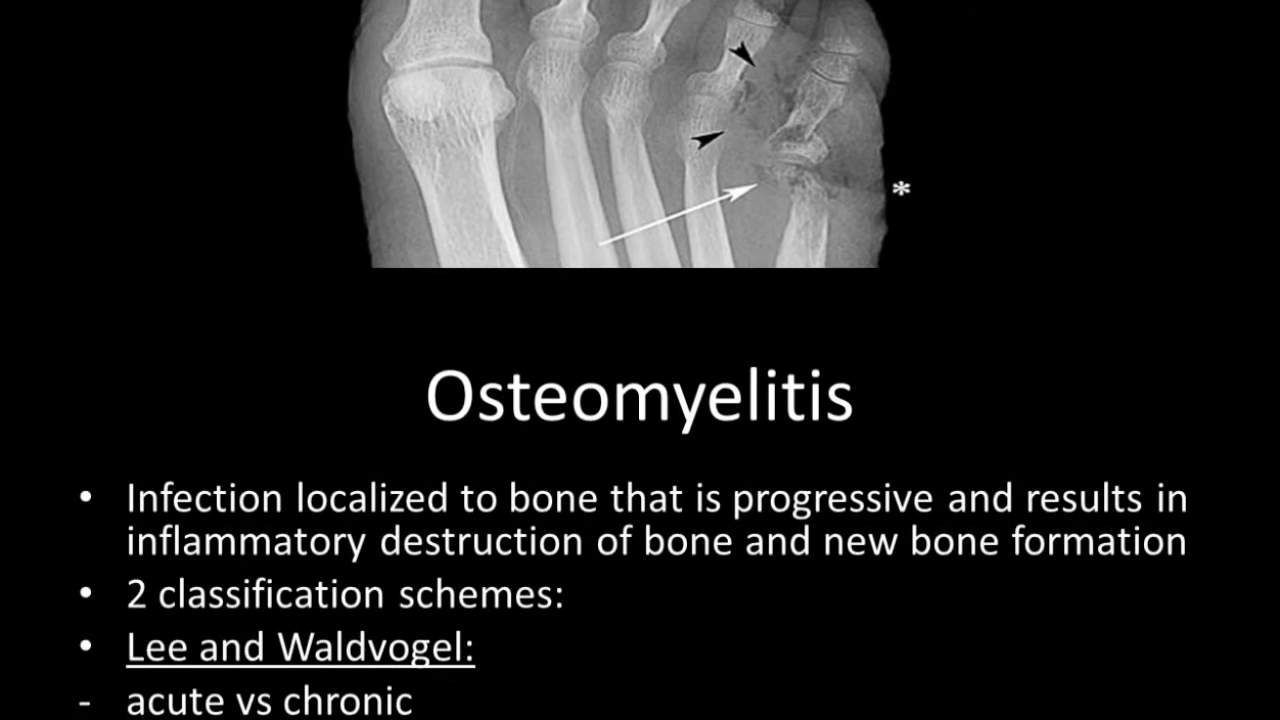 *
Osteomyelitis
• Infection localized to bone that is progressive and results in
inflammatory destruction of bone and new bone formation
• 2 classification schemes:
• Lee and Waldvogel:
- acute vs chronic